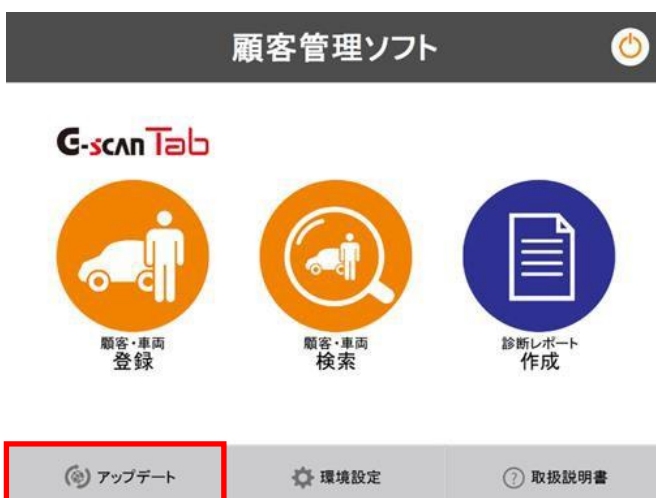 顧客管理ソフト
G-scan Tab
顧客・車両
登録
顧客・車両
検索
診断レポート
作成
アップデート
環境設定
? 取扱説明書